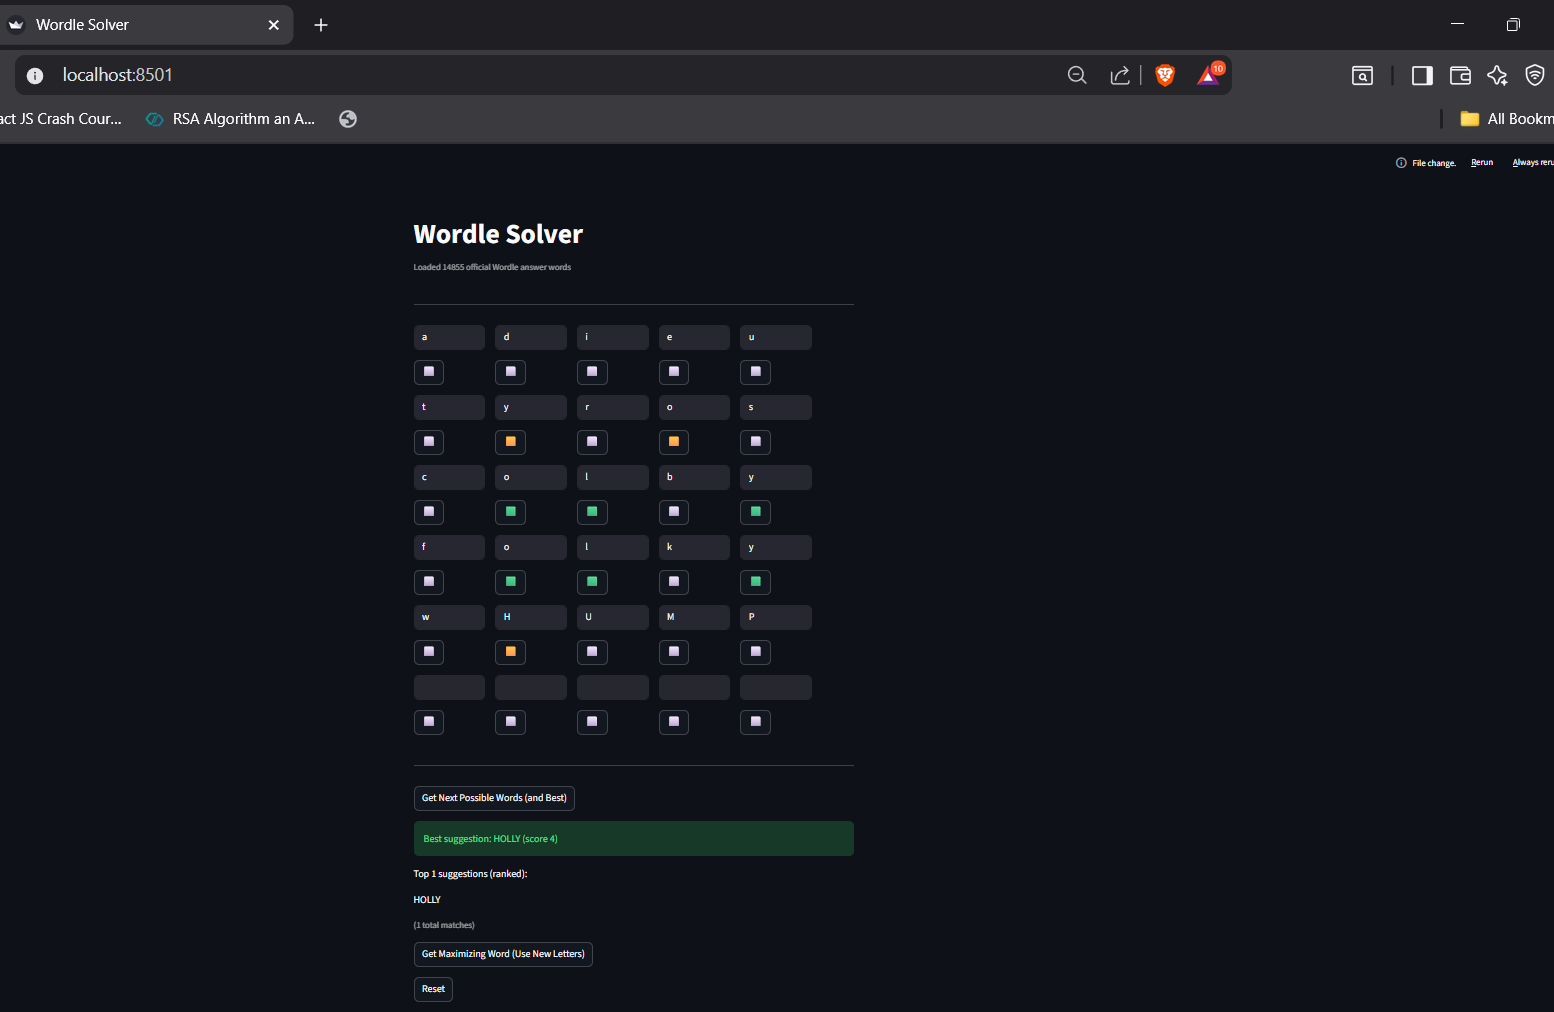 Wordle Solver
localhost:8501
10
act JS Crash Cour...
RSA Algorithm an A...
All Bookm
File change.
Rerun
Always reru
Wordle Solver
Loaded 14855 official Wordle answer words
a d i e u
t y r o s
c o l b y
f o l k y
w H U M P
Get Next Possible Words (and Best)
Best suggestion: HOLLY (score 4)
Top 1 suggestions (ranked):
HOLLY
(1 total matches)
Get Maximizing Word (Use New Letters)
Reset